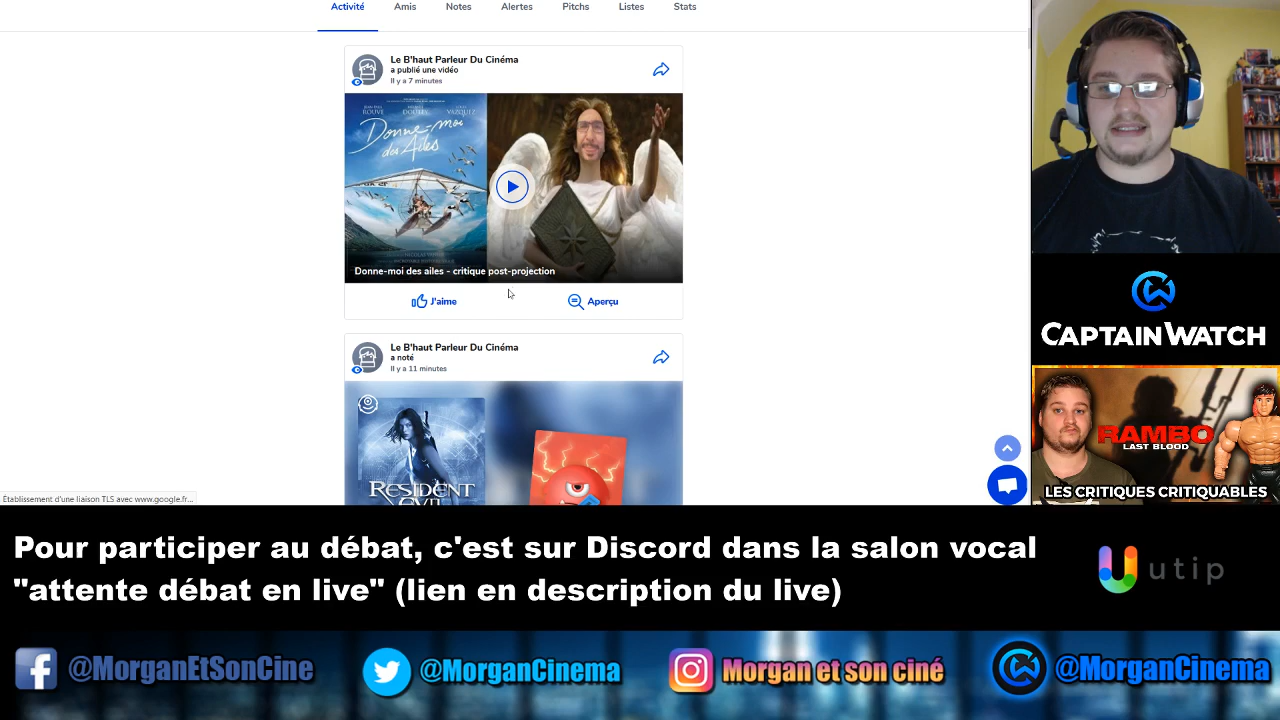 Activité Amis Notes Alertes Pitchs Listes Stats
Le B'haut Parleur Du Cinéma
a publié une vidéo
Il y a 7 minutes
Donne-moi
des Ailes
Donne-moi des ailes - critique post-projection
J'aime Aperçu
Le B'haut Parleur Du Cinéma
a noté
Il y a 11 minutes
RESIDENT
EVIL
Etablissement d'une liaison TLS avec www.google.fr...
CAPTAINWATCH
RAMBO
LAST BLOOD
LES CRITIQUES CRITIQUABLES
Pour participer au débat, c'est sur Discord dans la salon vocal
"attente débat en live" (lien en description du live)
utip
@MorganEtSonCine @MorganCinema Morgan et son ciné @MorganCinema